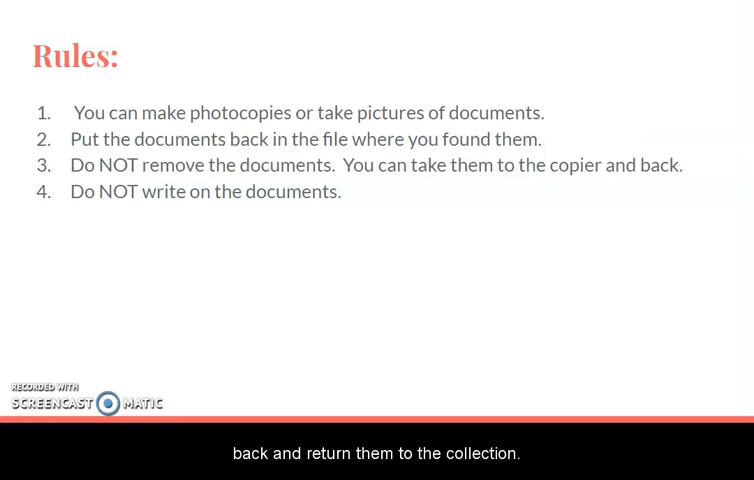 Rules:
1. You can make photocopies or take pictures of documents.
2. Put the documents back in the file where you found them.
3. Do NOT remove the documents. You can take them to the copier and back.
4. Do NOT write on the documents.
RECORDED WITH
SCREENCAST MATIC
back and return them to the collection.